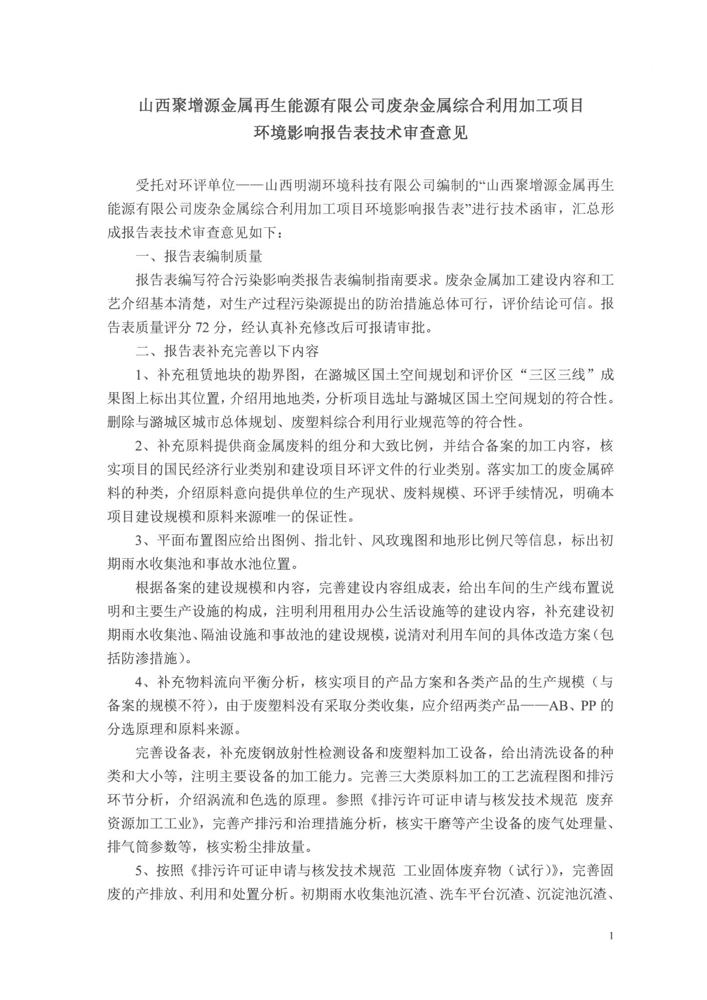 山西聚增源金属再生能源有限公司废杂金属综合利用加工项目
环境影响报告表技术审查意见
受托对环评单位——山西明湖环境科技有限公司编制的“山西聚增源金属再生
能源有限公司废杂金属综合利用加工项目环境影响报告表”进行技术函审，汇总形
成报告表技术审查意见如下：
一、报告表编制质量
报告表编写符合污染影响类报告表编制指南要求。废杂金属加工建设内容和工
艺介绍基本清楚，对生产过程污染源提出的防治措施总体可行，评价结论可信。报
告表质量评分 72 分，经认真补充修改后可报请审批。
二、报告表补充完善以下内容
1、补充租赁地块的勘界图，在潞城区国土空间规划和评价区“三区三线”成
果图上标出其位置，介绍用地地类，分析项目选址与潞城区国土空间规划的符合性。
删除与潞城区城市总体规划、废塑料综合利用行业规范等的符合性。
2、补充原料提供商金属废料的组分和大致比例，并结合备案的加工内容，核
实项目的国民经济行业类别和建设项目环评文件的行业类别。落实加工的废金属碎
料的种类，介绍原料意向提供单位的生产现状、废料规模、环评手续情况，明确本
项目建设规模和原料来源唯一的保证性。
3、平面布置图应给出图例、指北针、风玫瑰图和地形比例尺等信息，标出初
期雨水收集池和事故水池位置。
根据备案的建设规模和内容，完善建设内容组成表，给出车间的生产线布置说
明和主要生产设施的构成，注明利用租用办公生活设施等的建设内容，补充建设初
期雨水收集池、隔油设施和事故池的建设规模，说清对利用车间的具体改造方案（包
括防渗措施）。
4、补充物料流向平衡分析，核实项目的产品方案和各类产品的生产规模（与
备案的规模不符），由于废塑料没有采取分类收集，应介绍两类产品——AB、PP 的
分选原理和原料来源。
完善设备表，补充废钢放射性检测设备和废塑料加工设备，给出清洗设备的种
类和大小等，注明主要设备的加工能力。完善三大类原料加工的工艺流程图和排污
环节分析，介绍涡流和色选的原理。参照《排污许可证申请与核发技术规范 废弃
资源加工工业》，完善产排污和治理措施分析，核实干磨等产尘设备的废气处理量、
排气筒参数等，核实粉尘排放量。
5、按照《排污许可证申请与核发技术规范 工业固体废弃物（试行）》，完善固
废的产排放、利用和处置分析。初期雨水收集池沉渣、洗车平台沉渣、沉淀池沉渣、
1